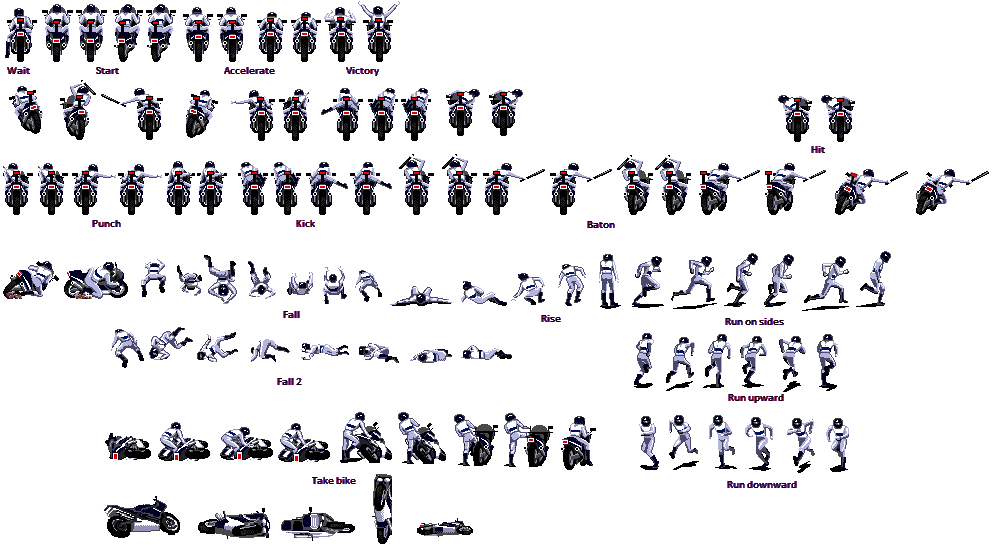 Wait
Start
Accelerate
Victory
Hit
Punch
Kick
Baton
Fall
Rise
Run on sides
Fall 2
Run upward
Take bike
Run downward